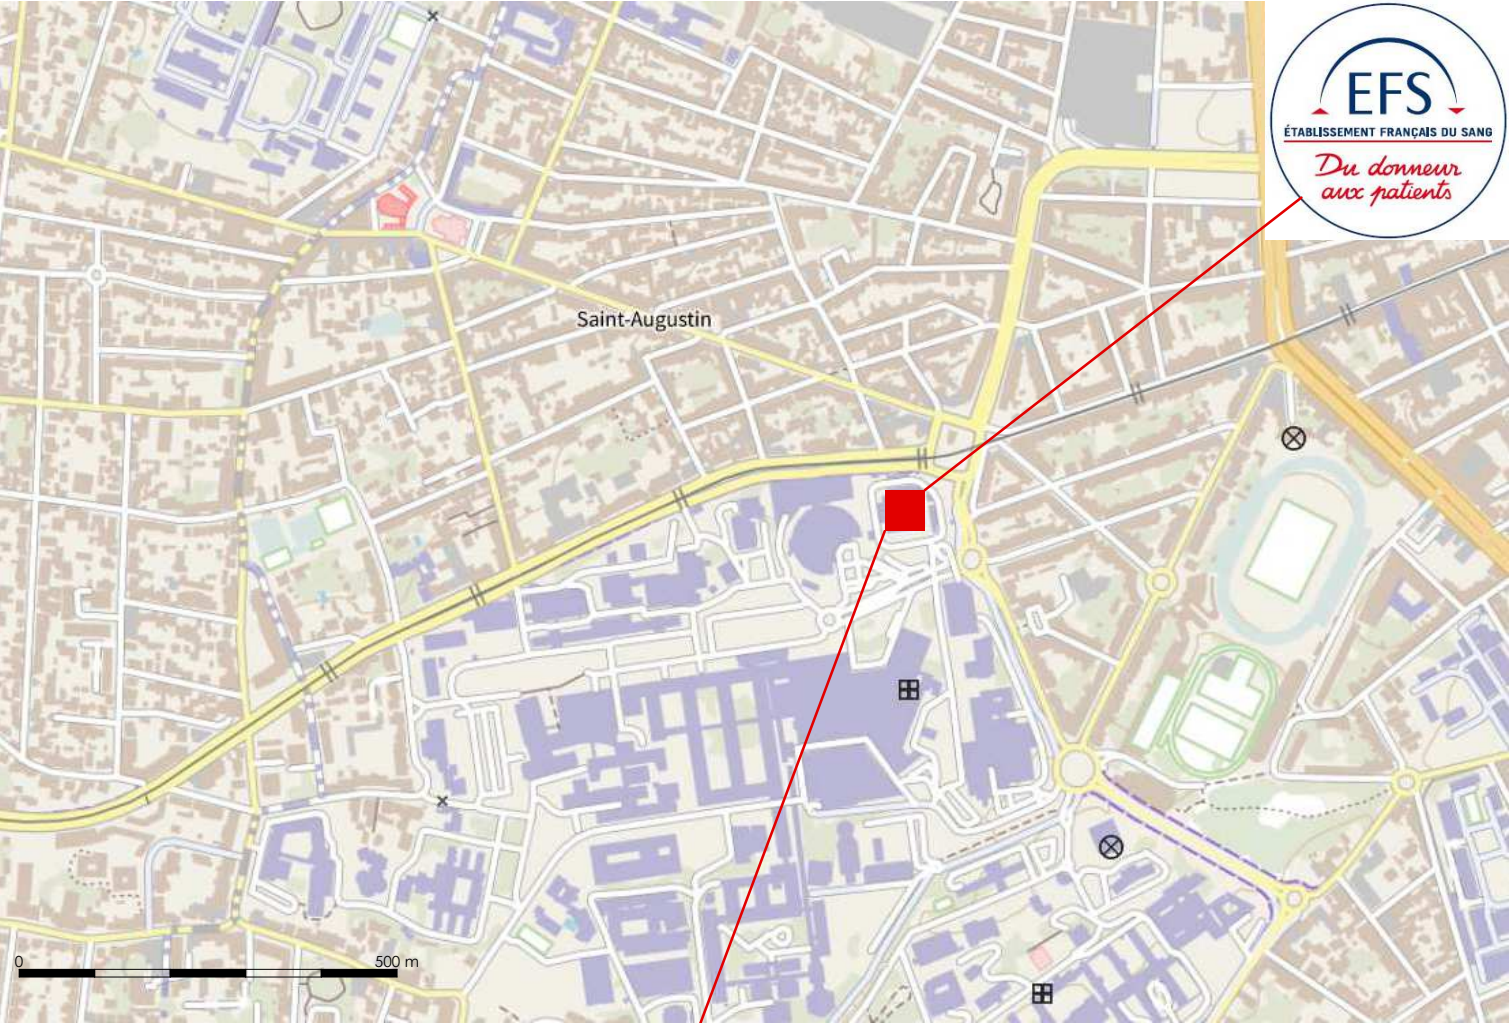 EFS
ÉTABLISSEMENT FRANÇAIS DU SANG
Du donneur
aux patients
Saint-Augustin
0 500 m